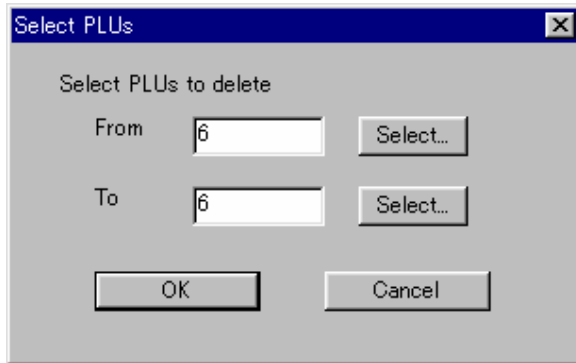 Select PLUs
Select PLUs to delete
From 6 Select...
To 6 Select...
OK Cancel